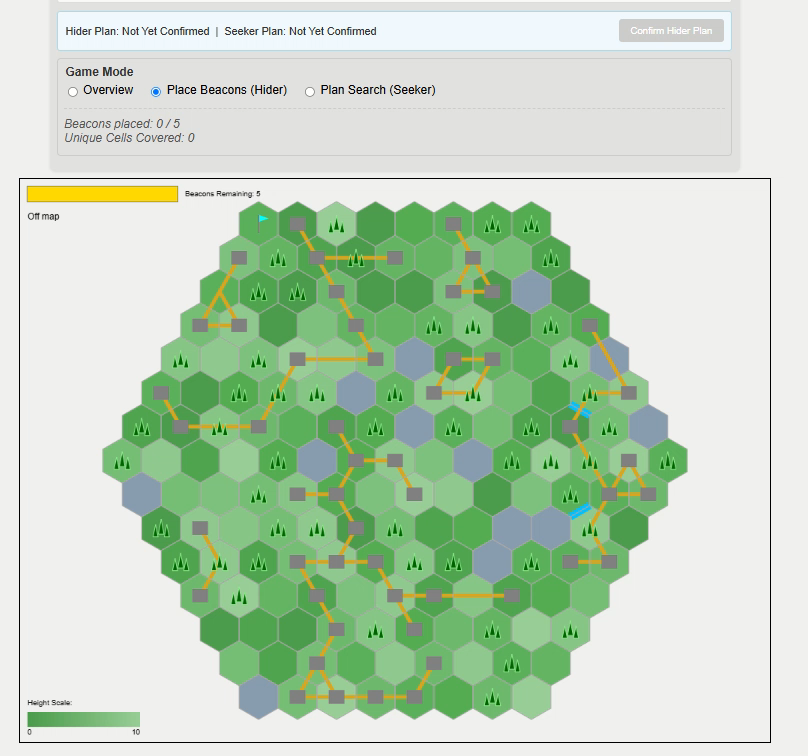 Hider Plan: Not Yet Confirmed | Seeker Plan: Not Yet Confirmed
Confirm Hider Plan
Game Mode
Overview Place Beacons (Hider) Plan Search (Seeker)
Beacons placed: 0 / 5
Unique Cells Covered: 0
Beacons Remaining: 5
Off map
Height Scale:
0 10